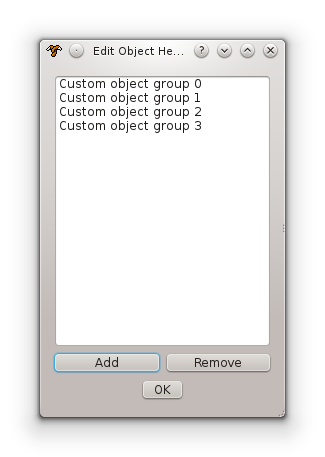 Edit Object He...
Custom object group 0
Custom object group 1
Custom object group 2
Custom object group 3
Add Remove
OK